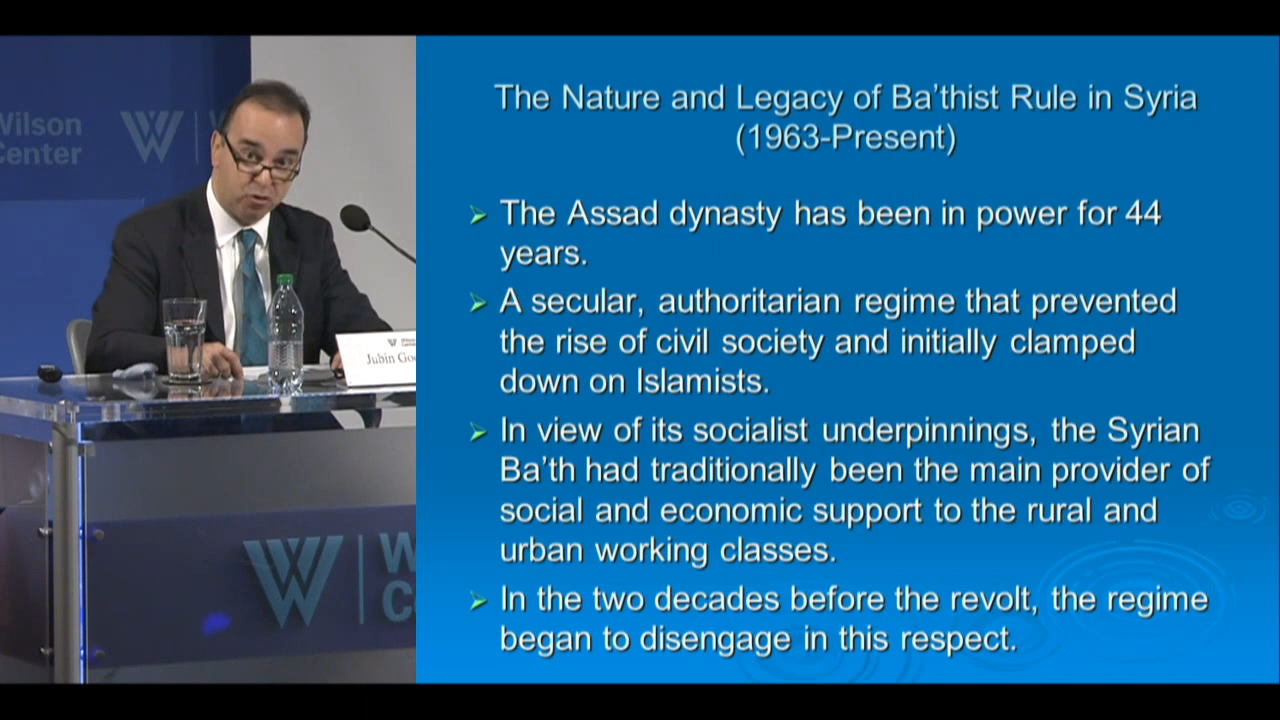 Wilson
Center
W
W
The Nature and Legacy of Ba'thist Rule in Syria
(1963-Present)
The Assad dynasty has been in power for 44
years.
A secular, authoritarian regime that prevented
the rise of civil society and initially clamped
down on Islamists.
In view of its socialist underpinnings, the Syrian
Ba'th had traditionally been the main provider of
social and economic support to the rural and
urban working classes.
In the two decades before the revolt, the regime
began to disengage in this respect.
Jubin
W
W
C